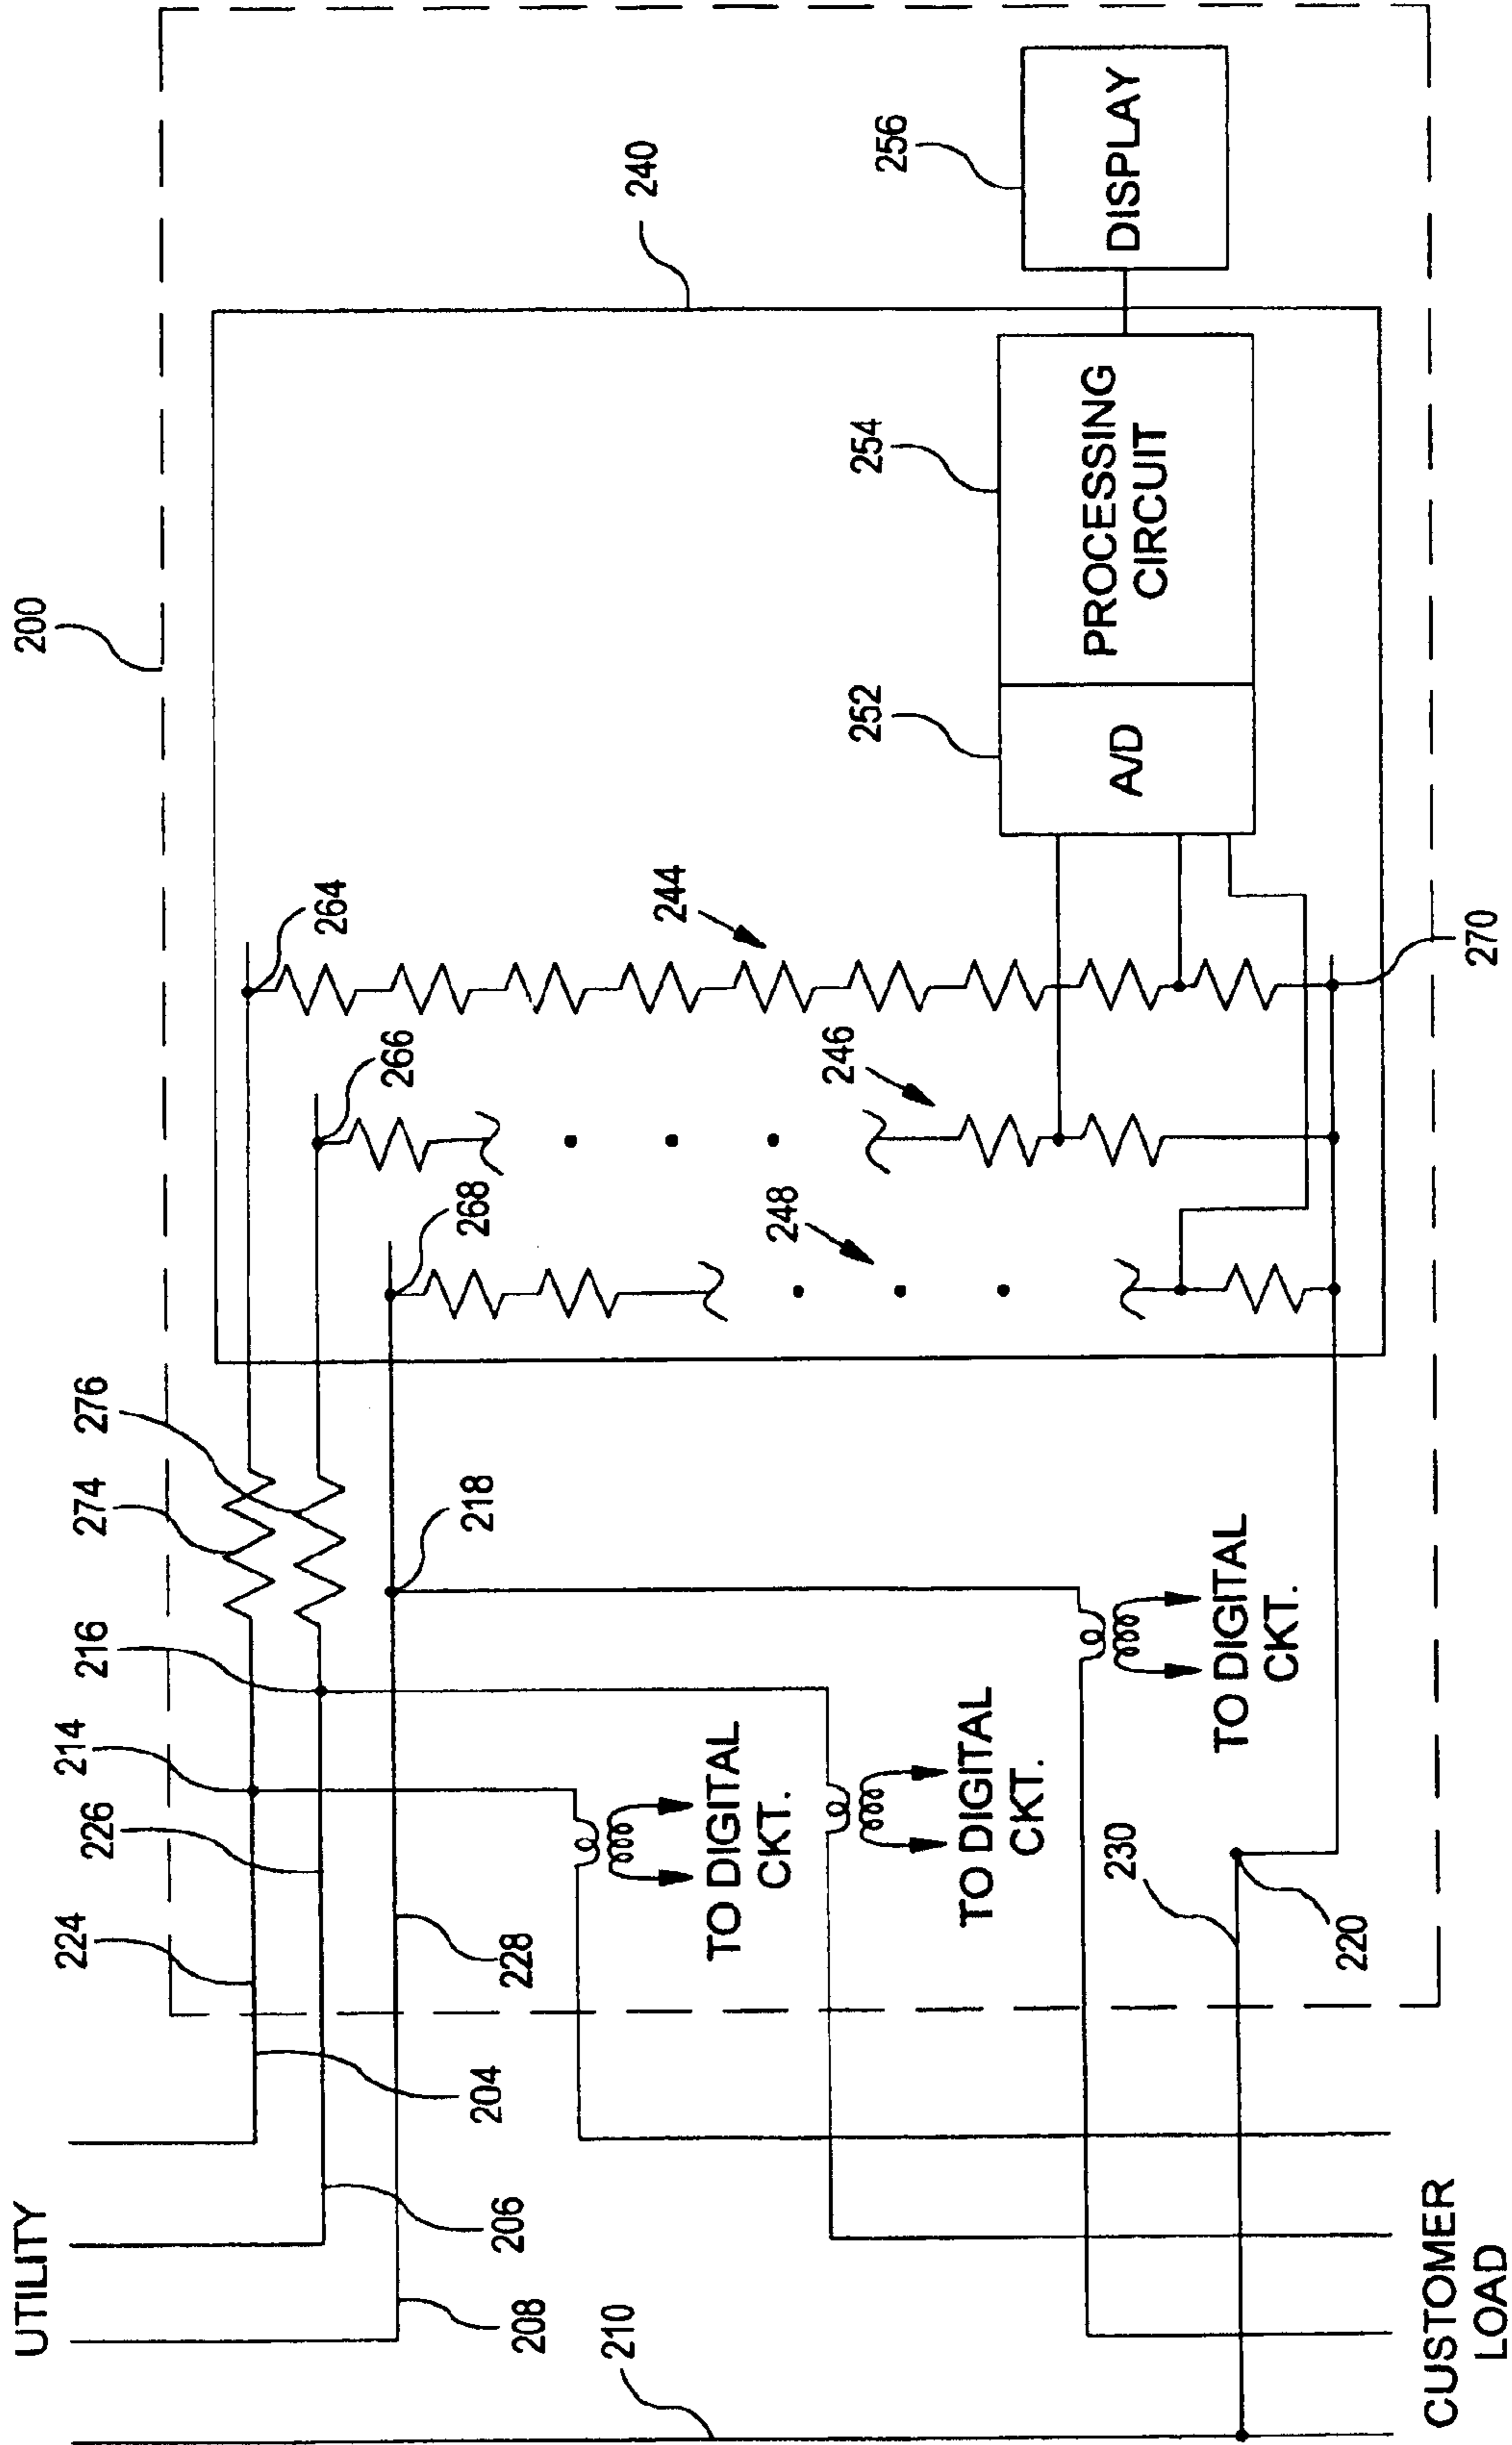 UTILITY
200
274
276
214
216
226
224
204
206
208
210
228
218
264
266
268
240
244
246
248
252
A/D
254
PROCESSING
CIRCUIT
256
DISPLAY
TO DIGITAL
CKT.
TO DIGITAL
CKT.
TO DIGITAL
CKT.
230
220
270
CUSTOMER
LOAD